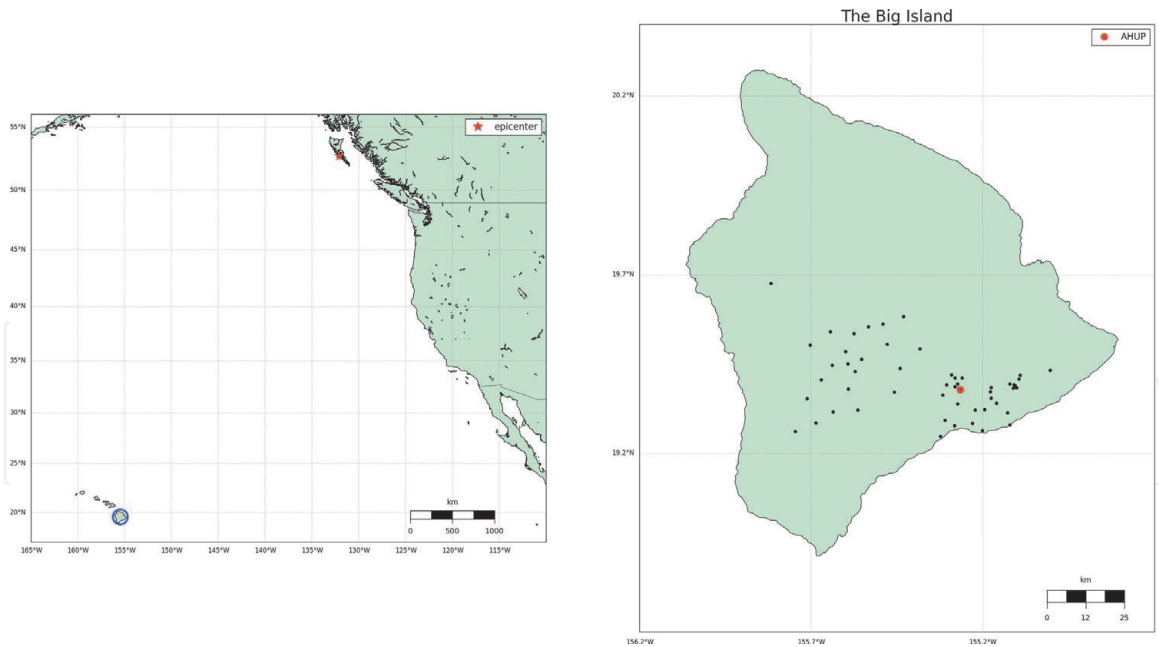 The Big Island
AHUP
20.2°N
19.7°N
19.2°N
156.2°W
155.7°W
155.2°W
km
0
12
25
epicenter
55°N
50°N
45°N
40°N
35°N
30°N
25°N
20°N
km
0
500
1000
165°W
160°W
155°W
150°W
145°W
140°W
135°W
130°W
125°W
120°W
115°W